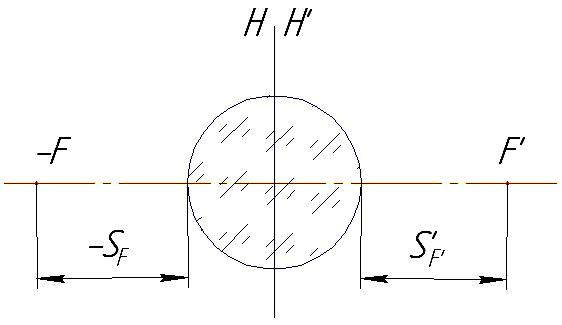 H H′
–F F′
–S_F S′_F′